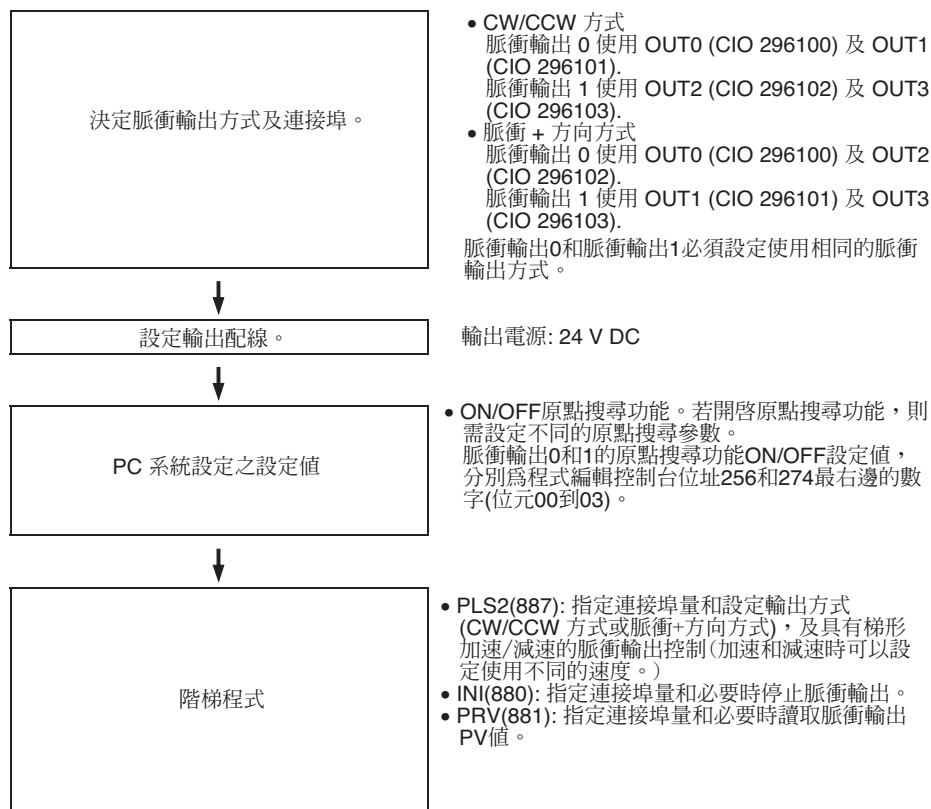 決定脈衝輸出方式及連接埠。
• CW/CCW 方式
脈衝輸出 0 使用 OUT0 (CIO 296100) 及 OUT1
(CIO 296101).
脈衝輸出 1 使用 OUT2 (CIO 296102) 及 OUT3
(CIO 296103).
• 脈衝 + 方向方式
脈衝輸出 0 使用 OUT0 (CIO 296100) 及 OUT2
(CIO 296102).
脈衝輸出 1 使用 OUT1 (CIO 296101) 及 OUT3
(CIO 296103).
脈衝輸出0和脈衝輸出1必須設定使用相同的脈衝
輸出方式。
設定輸出配線。
輸出電源: 24 V DC
PC 系統設定之設定值
• ON/OFF原點搜尋功能。若開啓原點搜尋功能，則
需設定不同的原點搜尋參數。
脈衝輸出0和1的原點搜尋功能ON/OFF設定值，
分別爲程式編輯控制台位址256和274最右邊的數
字(位元00到03)。
階梯程式
• PLS2(887): 指定連接埠量和設定輸出方式
(CW/CCW 方式或脈衝+方向方式)，及具有梯形
加速/減速的脈衝輸出控制(加速和減速時可以設
定使用不同的速度。)
• INI(880): 指定連接埠量和必要時停止脈衝輸出。
• PRV(881): 指定連接埠量和必要時讀取脈衝輸出
PV値。